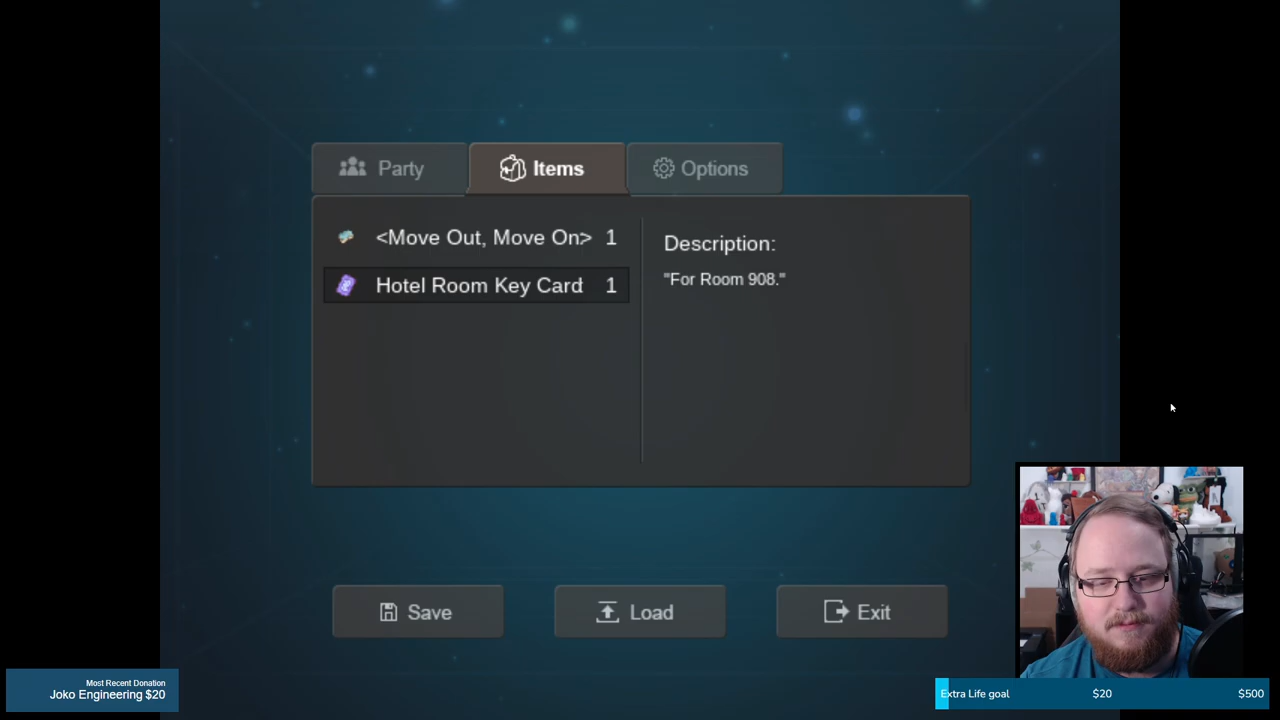 Party
Items
Options
<Move Out, Move On> 1
Hotel Room Key Card 1
Description:
"For Room 908."
Save
Load
Exit
Most Recent Donation
Joko Engineering $20
Extra Life goal $20 $500